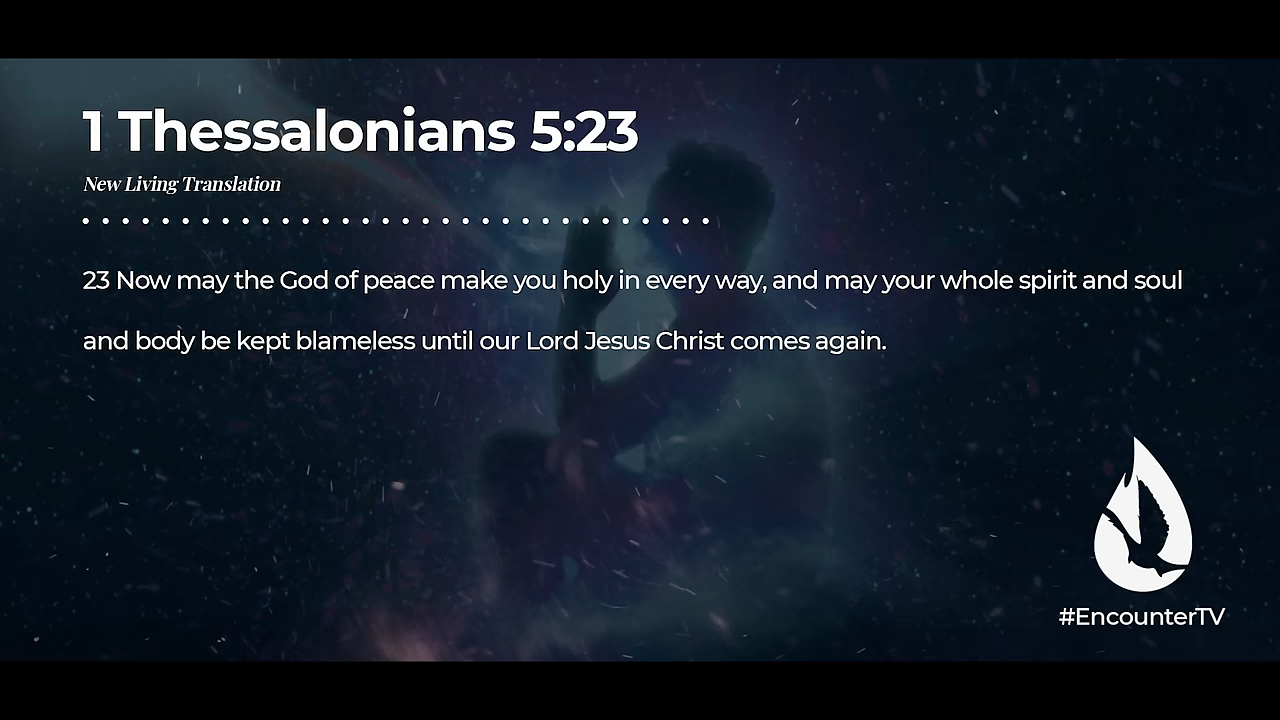 1 Thessalonians 5:23
New Living Translation
23 Now may the God of peace make you holy in every way, and may your whole spirit and soul
and body be kept blameless until our Lord Jesus Christ comes again.
#EncounterTV